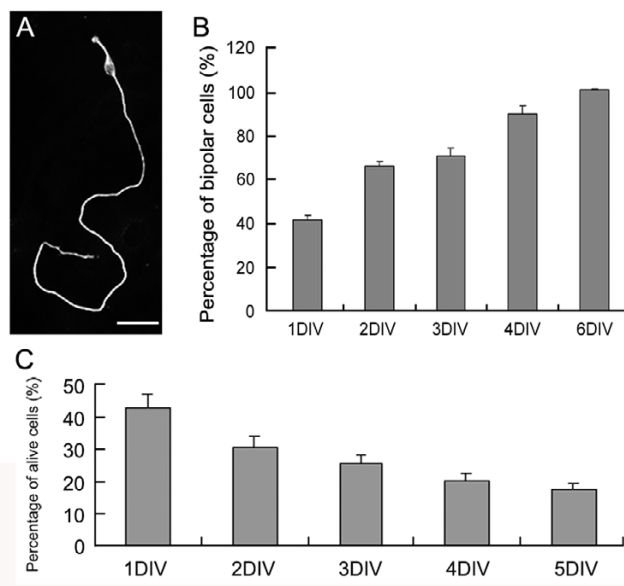 A
B
Percentage of bipolar cells (%)
120
100
80
60
40
20
0
1DIV 2DIV 3DIV 4DIV 6DIV
C
Percentage of alive cells (%)
50
40
30
20
10
0
1DIV 2DIV 3DIV 4DIV 5DIV